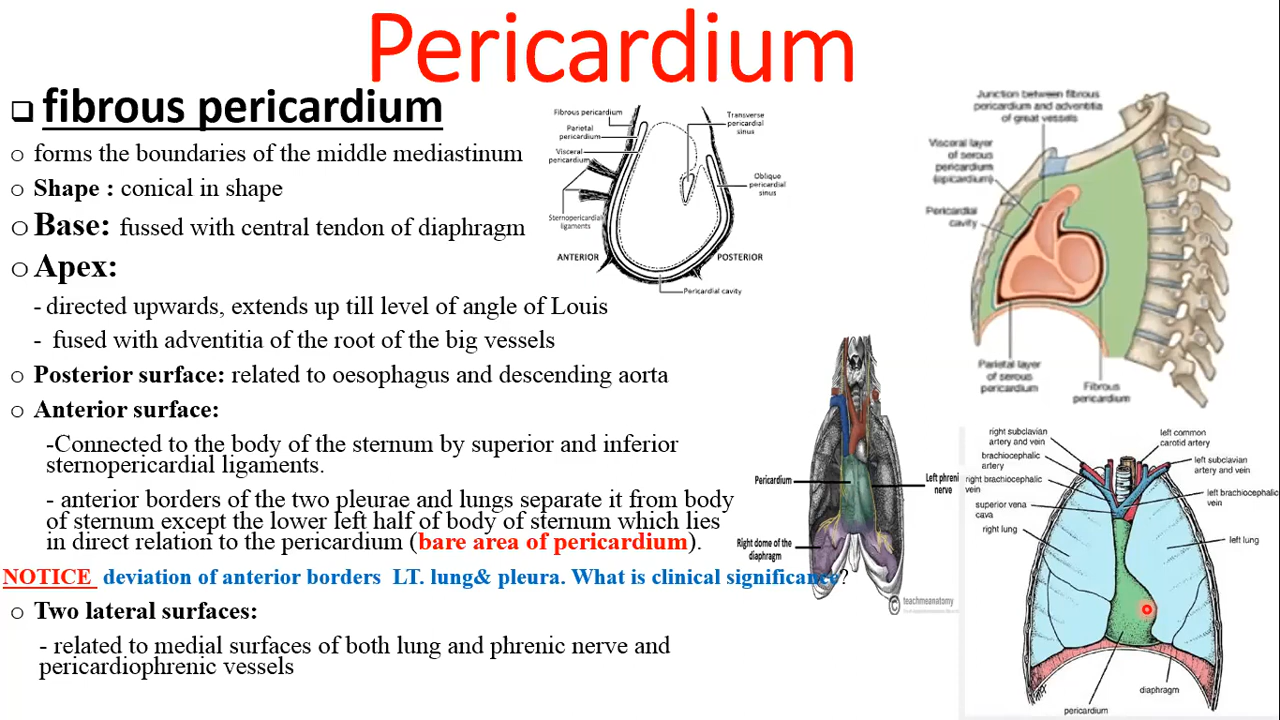 Pericardium
fibrous pericardium
forms the boundaries of the middle mediastinum
Shape : conical in shape
Base: fussed with central tendon of diaphragm
Apex:
- directed upwards, extends up till level of angle of Louis
- fused with adventitia of the root of the big vessels
Posterior surface: related to oesophagus and descending aorta
Anterior surface:
-Connected to the body of the sternum by superior and inferior
sternopericardial ligaments.
- anterior borders of the two pleurae and lungs separate it from body
of sternum except the lower left half of body of sternum which lies
in direct relation to the pericardium (bare area of pericardium).
NOTICE deviation of anterior borders LT. lung& pleura. What is clinical significance?
Two lateral surfaces:
- related to medial surfaces of both lung and phrenic nerve and
pericardiophrenic vessels
Fibrous pericardium
Parietal
pericardium
Visceral
pericardium
Sternopericardial
ligaments
ANTERIOR
Transverse
pericardial
sinus
Oblique
pericardial
sinus
POSTERIOR
Pericardial cavity
Junction between fibrous
pericardium and adventitia
of great vessels
Visceral layer
of serous
pericardium
(epicardium)
Pericardial
cavity
Parietal layer
of serous
pericardium
Fibrous
pericardium
Pericardium
Left phreni
nerve
Right dome of the
diaphragm
teachmeanatomy
right subclavian
artery and vein
brachiocephalic
artery
right brachiocephalic
vein
superior vena
cava
right lung
left common
carotid artery
left subclavian
artery and vein
left brachiocephalic
vein
left lung
diaphragm
pericardium